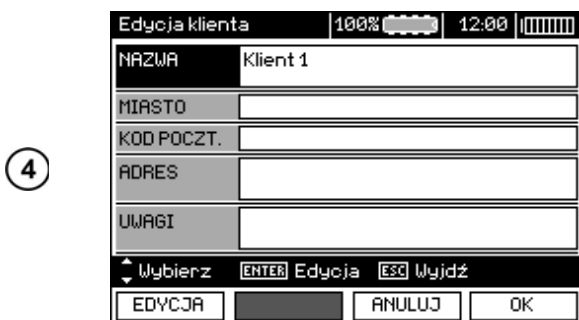 Edycja klienta 100% 12:00
NAZWA Klient 1
MIASTO
KOD POCZT.
4
ADRES
UWAGI
Wybierz ENTER Edycja ESC Wyjdź
EDYCJA ANULUJ OK